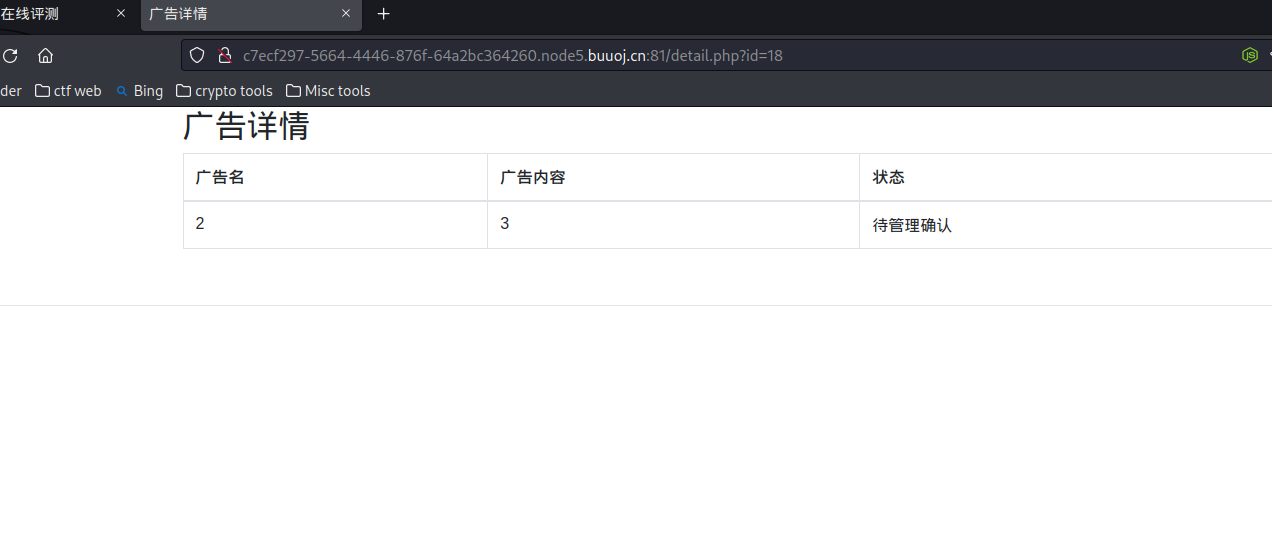 在线评测
广告详情
c7ecf297-5664-4446-876f-64a2bc364260.node5.buuoj.cn:81/detail.php?id=18
JS
der ctf web Bing crypto tools Misc tools
广告详情
广告名 广告内容 状态
2 3 待管理确认